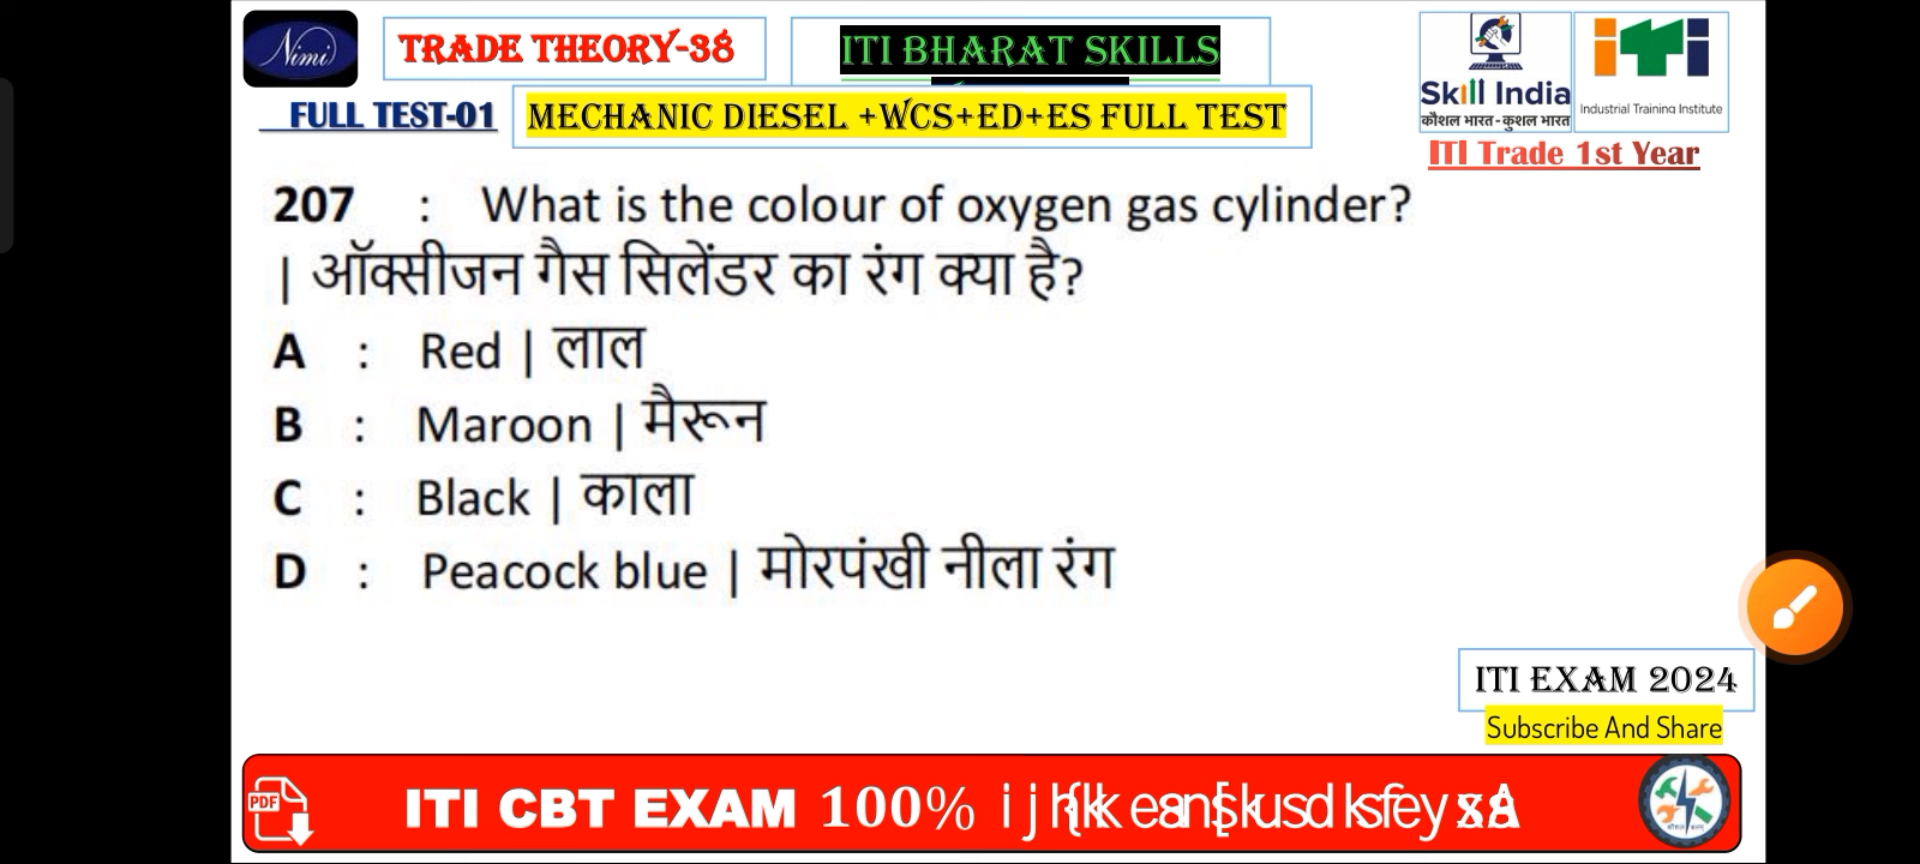 Nimi
TRADE THEORY-38
ITI BHARAT SKILLS
Skill India
कौशल भारत - कुशल भारत
iTi
Industrial Training Institute
FULL TEST-01
MECHANIC DIESEL +WCS+ED+ES FULL TEST
ITI Trade 1st Year
207 : What is the colour of oxygen gas cylinder?
| ऑक्सीजन गैस सिलेंडर का रंग क्या है?
A : Red | लाल
B : Maroon | मैरून
C : Black | काला
D : Peacock blue | मोरपंखी नीला रंग
ITI EXAM 2024
Subscribe And Share
PDF
ITI CBT EXAM 100%